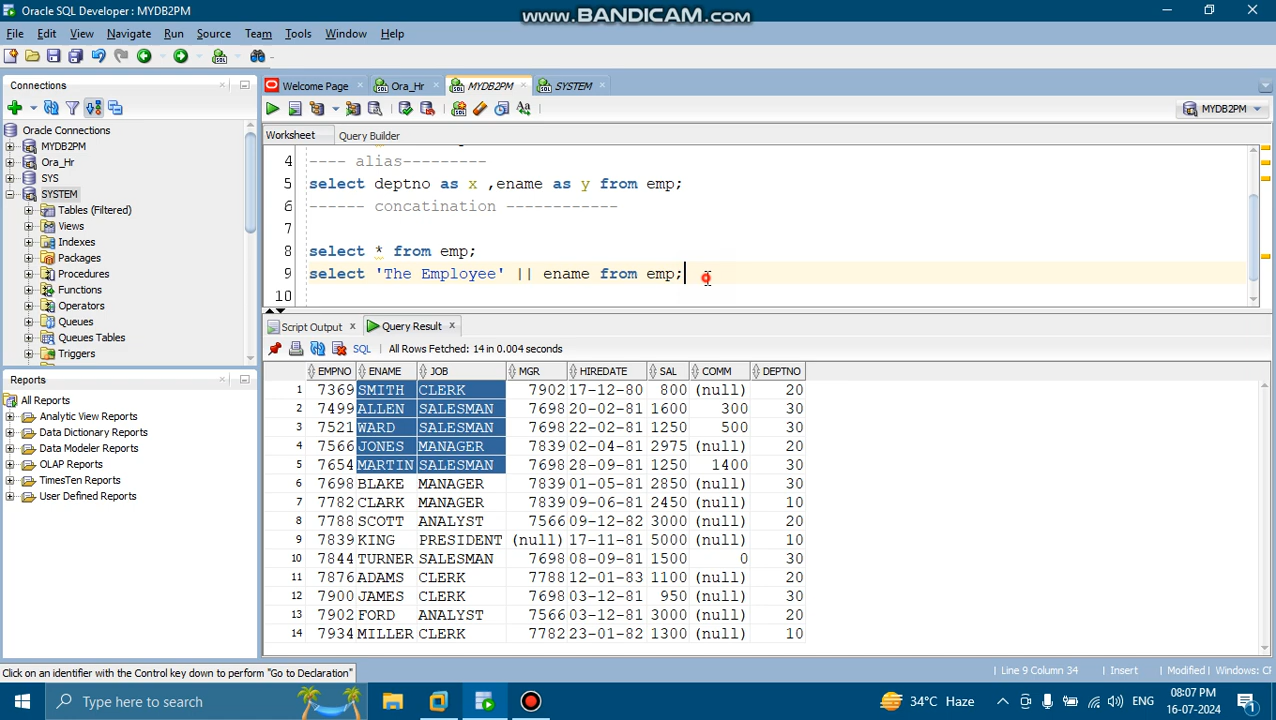 Oracle SQL Developer : MYDB2PM
www.BANDICAM.com
File Edit View Navigate Run Source Team Tools Window Help
Connections
Welcome Page Ora_Hr MYDB2PM SYSTEM
MYDB2PM
Oracle Connections
MYDB2PM
Ora_Hr
SYS
SYSTEM
Tables (Filtered)
Views
Indexes
Packages
Procedures
Functions
Operators
Queues
Queues Tables
Triggers
Worksheet Query Builder
4 ---- alias---------
5 select deptno as x ,ename as y from emp;
6 ------ concatination ------------
7
8 select * from emp;
9 select 'The Employee' || ename from emp;
10
Reports
All Reports
Analytic View Reports
Data Dictionary Reports
Data Modeler Reports
OLAP Reports
TimesTen Reports
User Defined Reports
Script Output Query Result
SQL All Rows Fetched: 14 in 0.004 seconds
EMPNO ENAME JOB MGR HIREDATE SAL COMM DEPTNO
1 7369 SMITH CLERK 7902 17-12-80 800 (null) 20
2 7499 ALLEN SALESMAN 7698 20-02-81 1600 300 30
3 7521 WARD SALESMAN 7698 22-02-81 1250 500 30
4 7566 JONES MANAGER 7839 02-04-81 2975 (null) 20
5 7654 MARTIN SALESMAN 7698 28-09-81 1250 1400 30
6 7698 BLAKE MANAGER 7839 01-05-81 2850 (null) 30
7 7782 CLARK MANAGER 7839 09-06-81 2450 (null) 10
8 7788 SCOTT ANALYST 7566 09-12-82 3000 (null) 20
9 7839 KING PRESIDENT (null) 17-11-81 5000 (null) 10
10 7844 TURNER SALESMAN 7698 08-09-81 1500 0 30
11 7876 ADAMS CLERK 7788 12-01-83 1100 (null) 20
12 7900 JAMES CLERK 7698 03-12-81 950 (null) 30
13 7902 FORD ANALYST 7566 03-12-81 3000 (null) 20
14 7934 MILLER CLERK 7782 23-01-82 1300 (null) 10
Click on an identifier with the Control key down to perform "Go to Declaration"
Line 9 Column 34 Insert Modified Windows: CF
Type here to search
34°C Haze
ENG
08:07 PM
16-07-2024
1